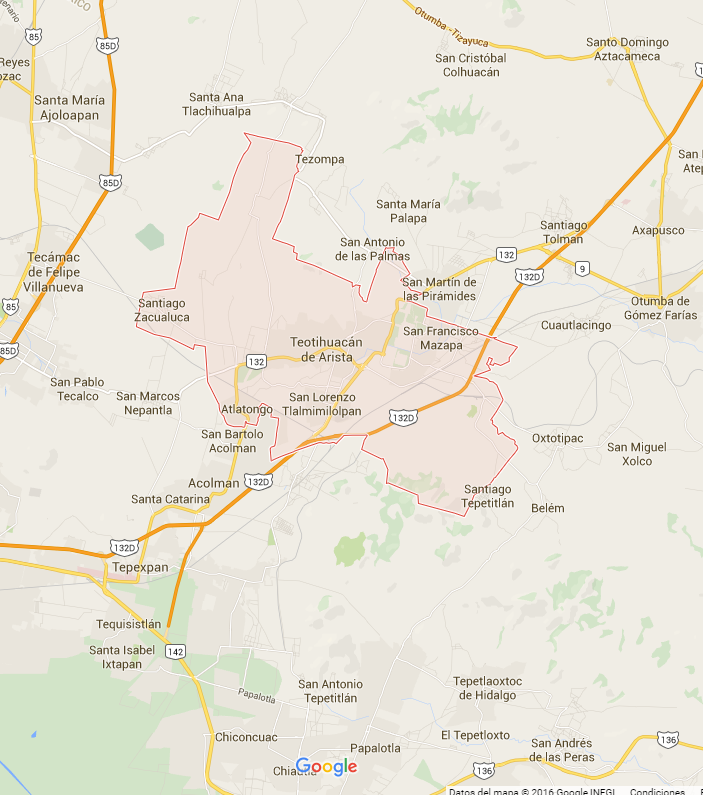 Otumba -Tizayuca
85
85D
Reyes
Santo Domingo
Aztacameca
San Cristóbal
Colhuacán
Santa María
Ajoloapan
Santa Ana
Tlachihualpa
Tezompa
San
85D
Santa María
Palapa
Santiago
Tolman
Axapusco
San Antonio
de las Palmas
132
132D
9
Tecámac
de Felipe
Villanueva
San Martín de
las Pirámides
Otumba de
Gómez Farías
85
Santiago
Zacualuca
Cuautlacingo
San Francisco
Mazapa
Teotihuacán
de Arista
85D
132
San Pablo
Tecalco
San Marcos
Nepantla
San Lorenzo
Tlalmimilolpan
Atlatongo
132D
San Bartolo
Acolman
Oxtotipac
San Miguel
Xolco
Acolman
132D
Santa Catarina
Santiago
Tepetitlán
Belém
132D
Tepexpan
Tequisistlán
Santa Isabel
Ixtapan
142
San Antonio
Tepetitlán
Papalotla
Tepetlaoxtoc
de Hidalgo
Chiconcuac
El Tepetloxto
136
San Andrés
de las Peras
Papalotla
Chiautla
Google
136
Datos del mapa © 2016 Google INEGI
Condiciones